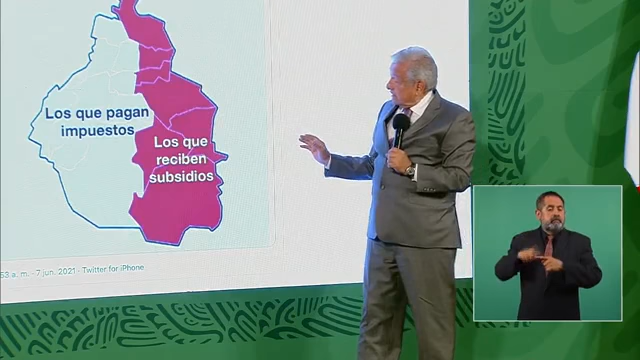 Los que pagan
impuestos
Los que
reciben
subsidios
53 a. m. - 7 jun. 2021 - Twitter for iPhone